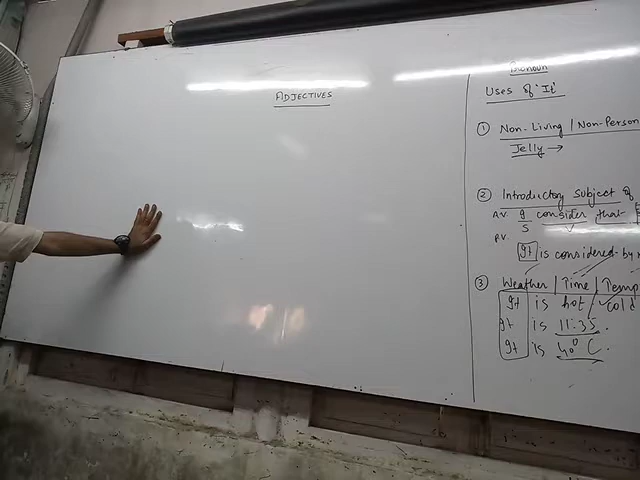 ADJECTIVES
Pronoun
Uses of 'It'
① Non-Living / Non-Person
Jelly →
② Introductory Subject of
A.V. I consider that
S
P.V.
It is considered by
③ Weather / Time / Temp
It is hot / cold
It is 11:35.
It is 40° C.